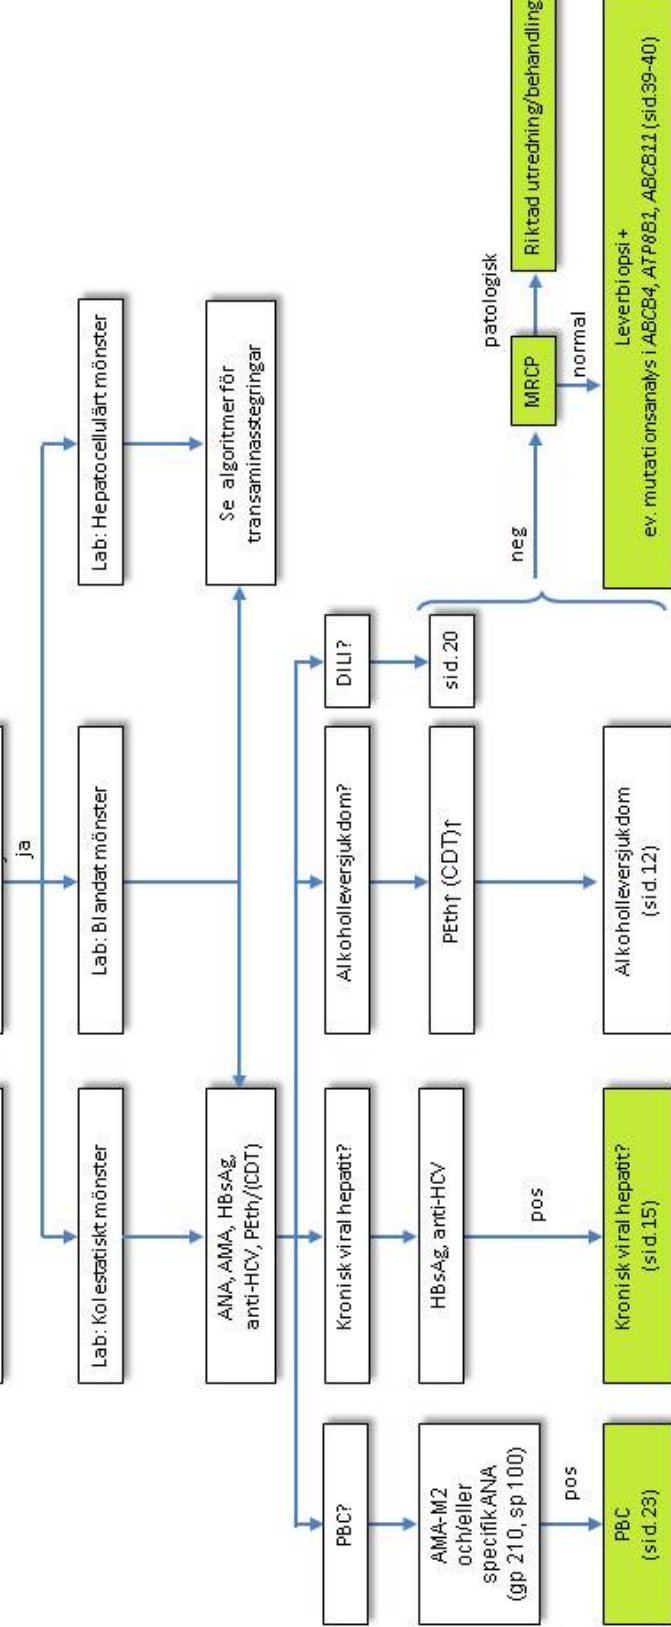 ja
Lab: Kolestatiskt mönster
Lab: Blandat mönster
Lab: Hepatocellulärt mönster
ANA, AMA, HBsAg,
anti-HCV, PEth/(CDT)
Se algoritmer för
transaminasstegringar
PBC?
Kronisk viral hepatit?
Alkoholleversjukdom?
DILI?
AMA-M2
och/eller
specifik ANA
(gp 210, sp 100)
HBsAg, anti-HCV
PEth↑ (CDT)↑
sid. 20
pos
pos
neg
MRCP
patologisk
normal
Riktad utredning/behandling
PBC
(sid.23)
Kronisk viral hepatit?
(sid.15)
Alkoholleversjukdom
(sid.12)
Leverbiopsi +
ev. mutationsanalys i ABCB4, ATP8B1, ABCB11 (sid.39-40)